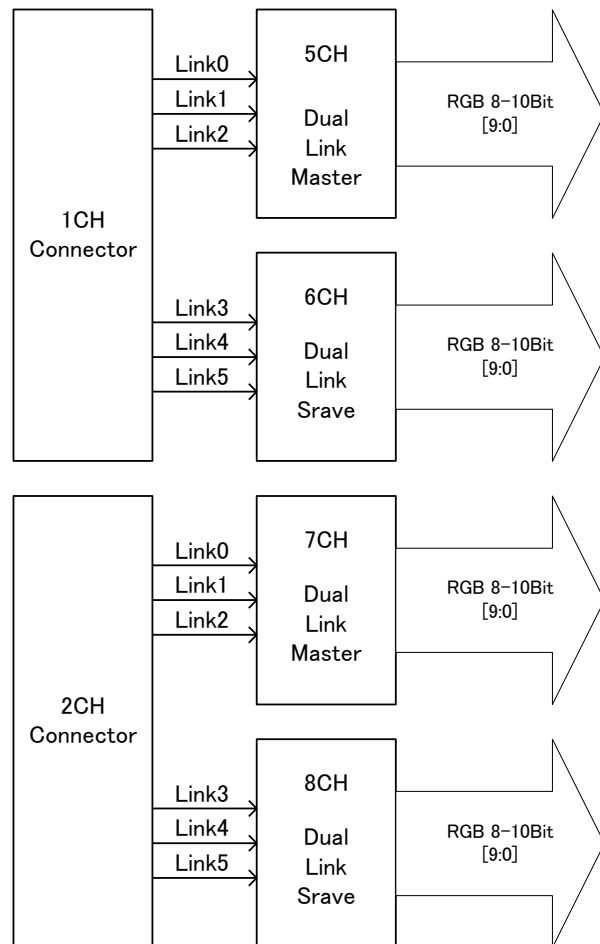 Link0
Link1
Link2
5CH
Dual
Link
Master
RGB 8-10Bit
[9:0]
1CH
Connector
Link3
Link4
Link5
6CH
Dual
Link
Srave
RGB 8-10Bit
[9:0]
Link0
Link1
Link2
7CH
Dual
Link
Master
RGB 8-10Bit
[9:0]
2CH
Connector
Link3
Link4
Link5
8CH
Dual
Link
Srave
RGB 8-10Bit
[9:0]